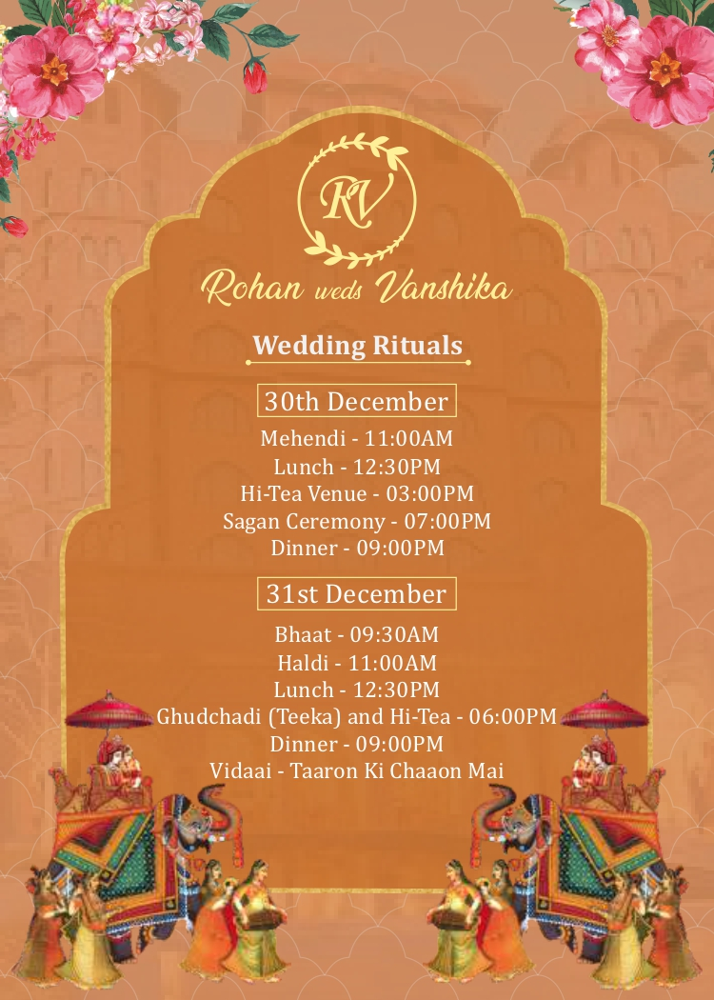 RV
Rohan weds Vanshika
Wedding Rituals
30th December
Mehendi - 11:00AM
Lunch - 12:30PM
Hi-Tea Venue - 03:00PM
Sagan Ceremony - 07:00PM
Dinner - 09:00PM
31st December
Bhaat - 09:30AM
Haldi - 11:00AM
Lunch - 12:30PM
Ghudchadi (Teeka) and Hi-Tea - 06:00PM
Dinner - 09:00PM
Vidaai - Taaron Ki Chaaon Mai